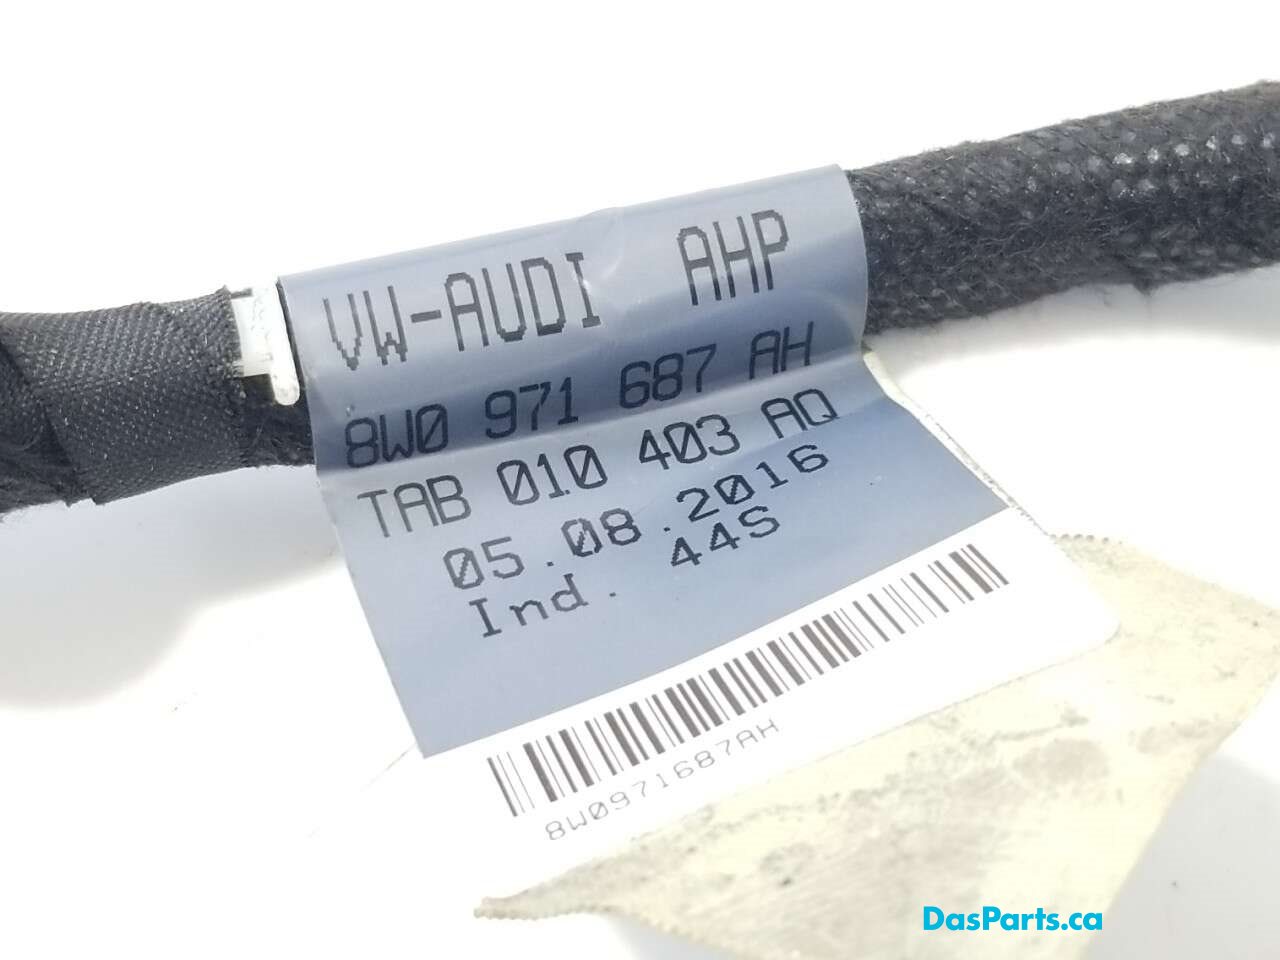 VW-AUDI AHP
8W0 971 687 AH
TAB 010 403 AQ
05.08.2016
Ind. 44S
8W0971687AH
DasParts.ca